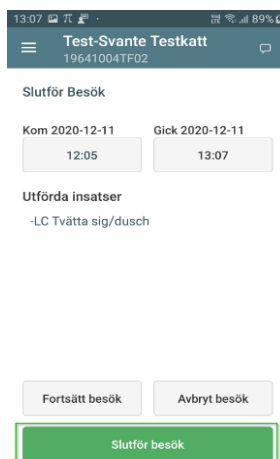 13:07 π · 89%
Test-Svante Testkatt
19641004TF02
Slutför Besök
Kom 2020-12-11 Gick 2020-12-11
12:05 13:07
Utförda insatser
-LC Tvätta sig/dusch
Fortsätt besök Avbryt besök
Slutför besök